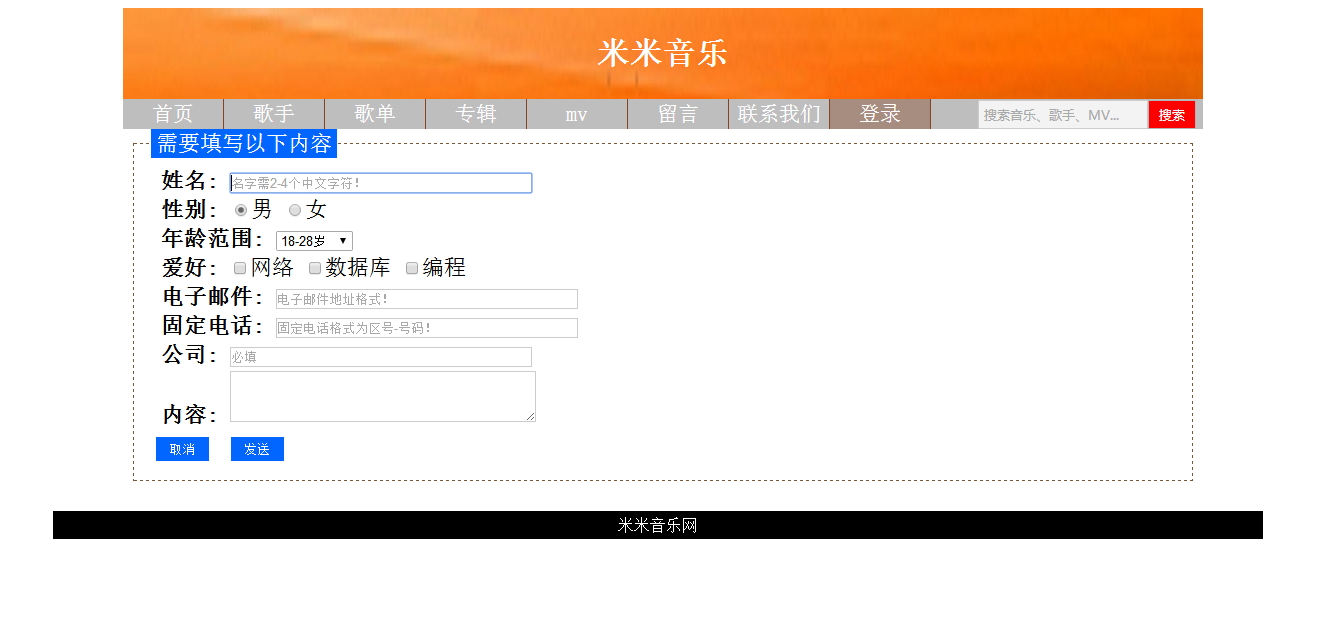 米米音乐
首页 歌手 歌单 专辑 mv 留言 联系我们 登录 搜索音乐、歌手、MV... 搜索
需要填写以下内容
姓名: 名字需2-4个中文字符!
性别: 男 女
年龄范围: 18-28岁
爱好: 网络 数据库 编程
电子邮件: 电子邮件地址格式!
固定电话: 固定电话格式为区号-号码!
公司: 必填
内容:
取消 发送
米米音乐网